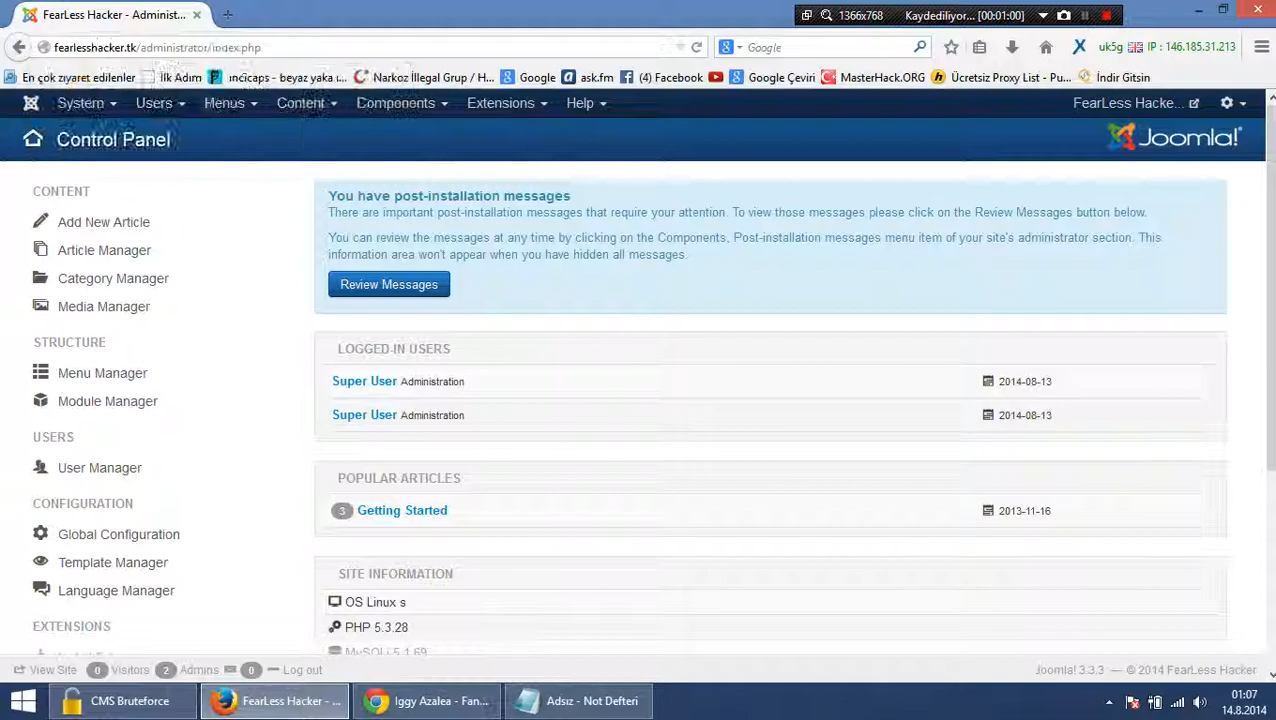 FearLess Hacker - Administ...
1366x768 Kaydediliyor... [00:01:00]
fearlesshacker.tk/administrator/index.php
Google
uk5g IP : 146.185.31.213
En çok ziyaret edilenler İlk Adım incicaps - beyaz yaka ı... Narkoz İllegal Grup / H... Google ask.fm (4) Facebook Google Çeviri MasterHack.ORG Ücretsiz Proxy List - Pu... İndir Gitsin
System Users Menus Content Components Extensions Help FearLess Hacke...
Control Panel
Joomla!
CONTENT
Add New Article
Article Manager
Category Manager
Media Manager
STRUCTURE
Menu Manager
Module Manager
USERS
User Manager
CONFIGURATION
Global Configuration
Template Manager
Language Manager
EXTENSIONS
You have post-installation messages
There are important post-installation messages that require your attention. To view those messages please click on the Review Messages button below.
You can review the messages at any time by clicking on the Components, Post-installation messages menu item of your site's administrator section. This
information area won't appear when you have hidden all messages.
Review Messages
LOGGED-IN USERS
Super User Administration 2014-08-13
Super User Administration 2014-08-13
POPULAR ARTICLES
3 Getting Started 2013-11-16
SITE INFORMATION
OS Linux s
PHP 5.3.28
MySQLi 5.1.69
View Site 0 Visitors 2 Admins 0 Log out
Joomla! 3.3.3 — © 2014 FearLess Hacker
CMS Bruteforce
FearLess Hacker - ...
Iggy Azalea - Fan...
Adsız - Not Defteri
01:07
14.8.2014